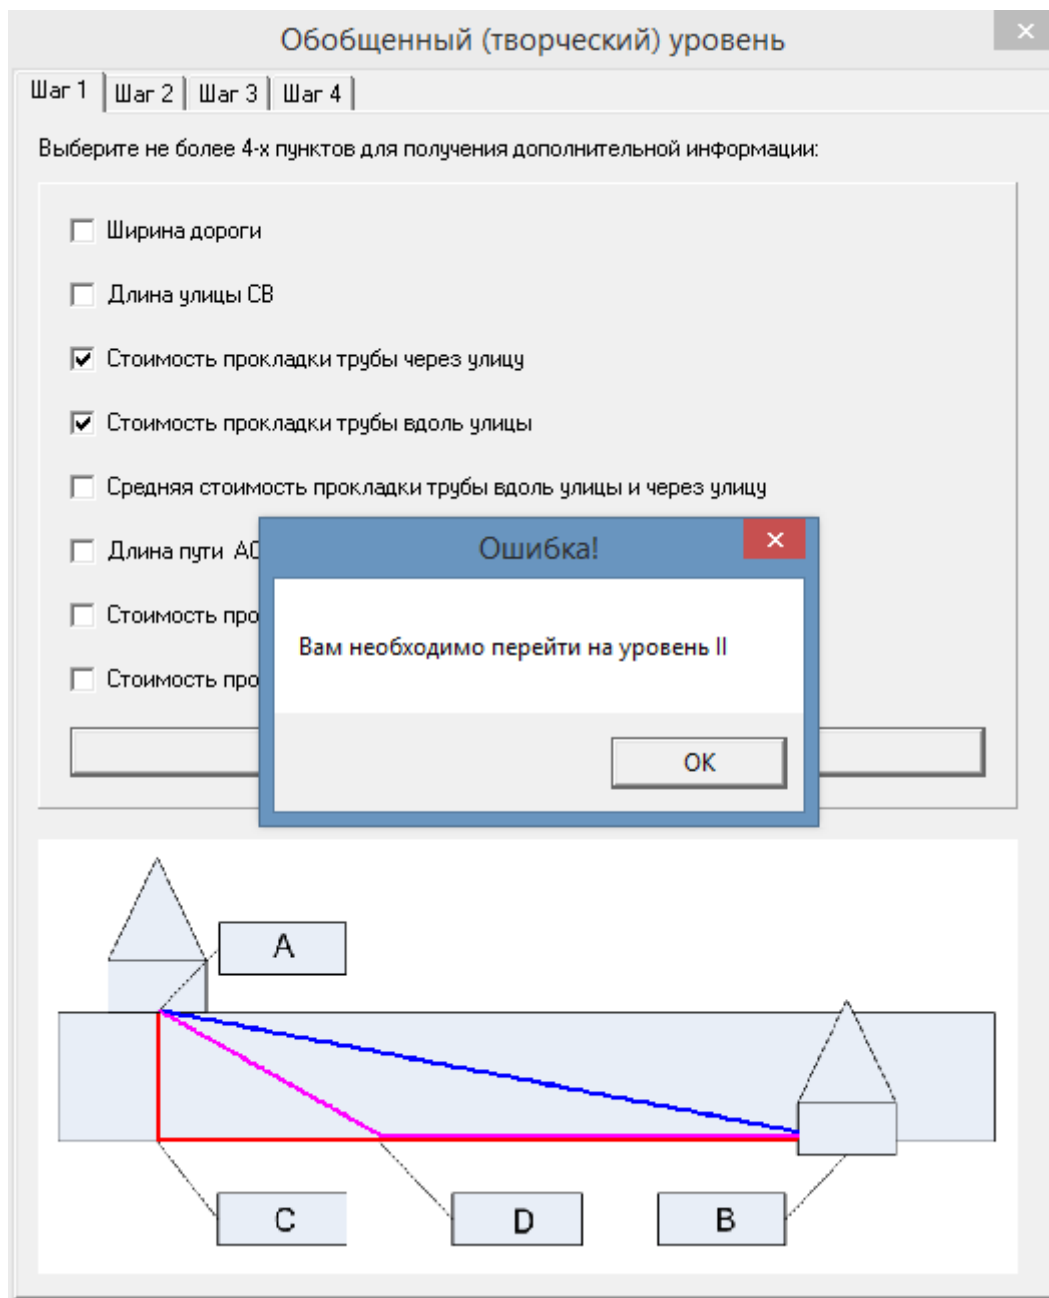 Обобщенный (творческий) уровень
Шаг 1 Шаг 2 Шаг 3 Шаг 4
Выберите не более 4-х пунктов для получения дополнительной информации:
Ширина дороги
Длина улицы СВ
Стоимость прокладки трубы через улицу
Стоимость прокладки трубы вдоль улицы
Средняя стоимость прокладки трубы вдоль улицы и через улицу
Длина пути
Стоимость
Стоимость
Ошибка!
Вам необходимо перейти на уровень II
OK
A
C
D
B